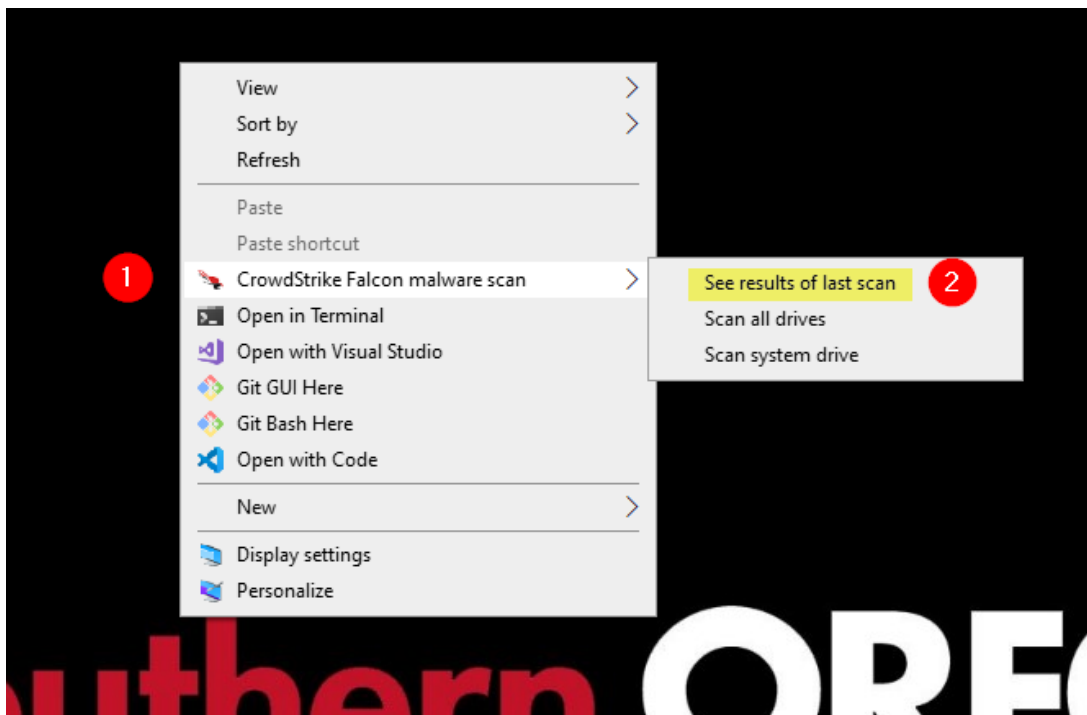 View
Sort by
Refresh
Paste
Paste shortcut
1
CrowdStrike Falcon malware scan
See results of last scan
2
Open in Terminal
Scan all drives
Open with Visual Studio
Scan system drive
Git GUI Here
Git Bash Here
Open with Code
New
Display settings
Personalize
outhern OREG